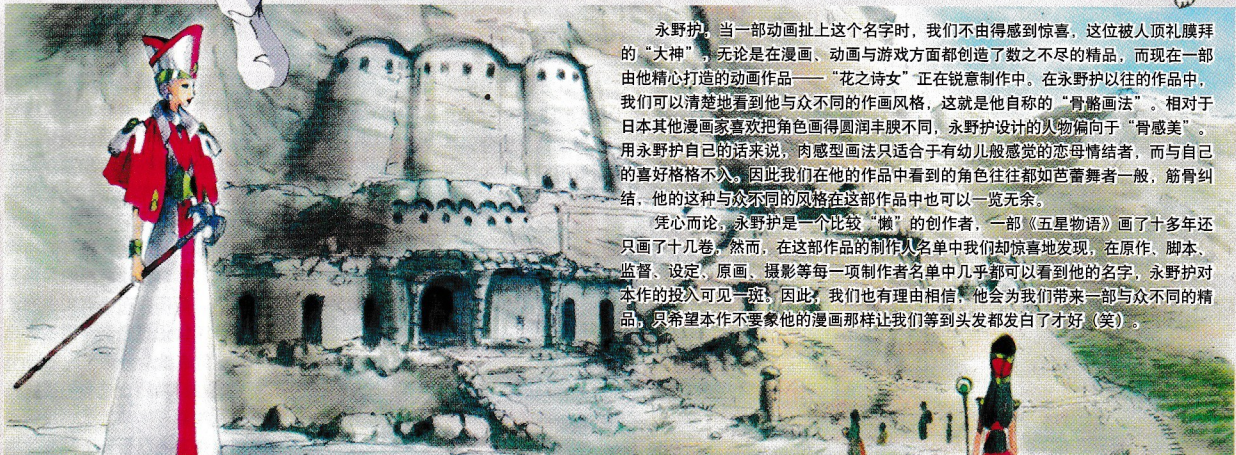 永野护，当一部动画扯上这个名字时，我们不由得感到惊喜，这位被人顶礼膜拜
的“大神”，无论是在漫画、动画与游戏方面都创造了数之不尽的精品，而现在一部
由他精心打造的动画作品——“花之诗女”正在锐意制作中。在永野护以往的作品中，
我们可以清楚地看到他与众不同的作画风格，这就是他自称的“骨骼画法”。相对于
日本其他漫画家喜欢把角色画得圆润丰腴不同，永野护设计的人物偏向于“骨感美”。
用永野护自己的话来说，肉感型画法只适合于有幼儿般感觉的恋母情结者，而与自己
的喜好格格不入。因此我们在他的作品中看到的角色往往都如芭蕾舞者一般，筋骨纠
结，他的这种与众不同的风格在这部作品中也可以一览无余。
凭心而论，永野护是一个比较“懒”的创作者，一部《五星物语》画了十多年还
只画了十几卷。然而，在这部作品的制作人名单中我们却惊喜地发现，在原作、脚本、
监督、设定、原画、摄影等每一项制作者名单中几乎都可以看到他的名字，永野护对
本作的投入可见一斑。因此，我们也有理由相信，他会为我们带来一部与众不同的精
品，只希望本作不要象他的漫画那样让我们等到头发都发白了才好（笑）。